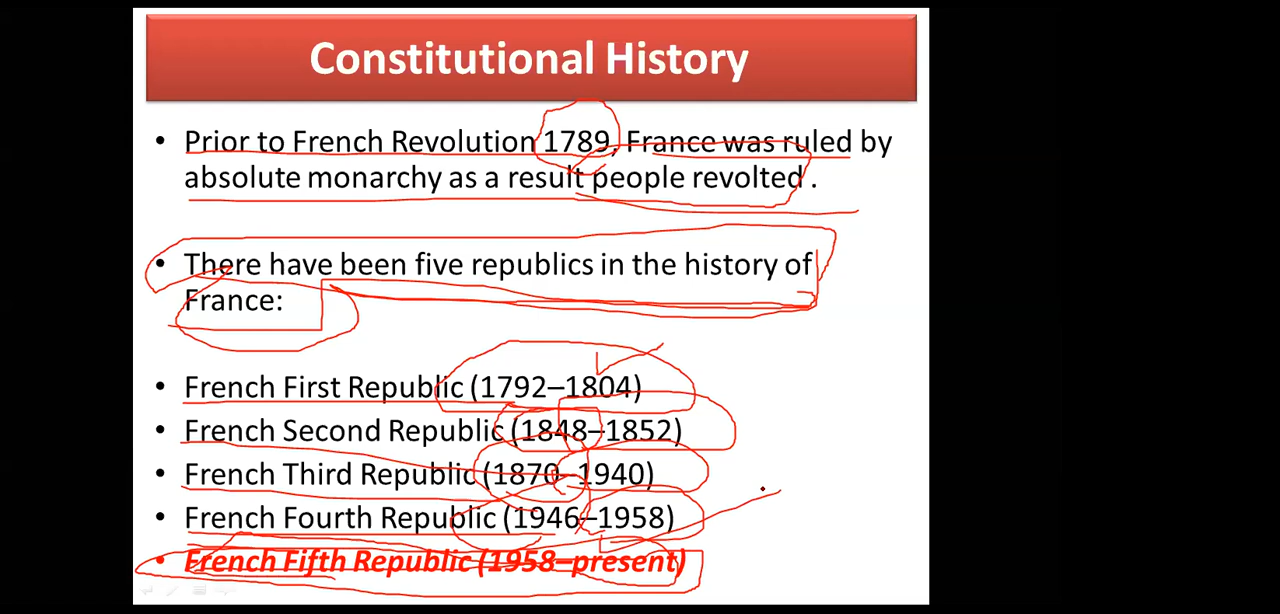 Constitutional History
• Prior to French Revolution 1789, France was ruled by
absolute monarchy as a result people revolted .
• There have been five republics in the history of
France:
• French First Republic (1792–1804)
• French Second Republic (1848–1852)
• French Third Republic (1870–1940)
• French Fourth Republic (1946–1958)
• French Fifth Republic (1958–present)